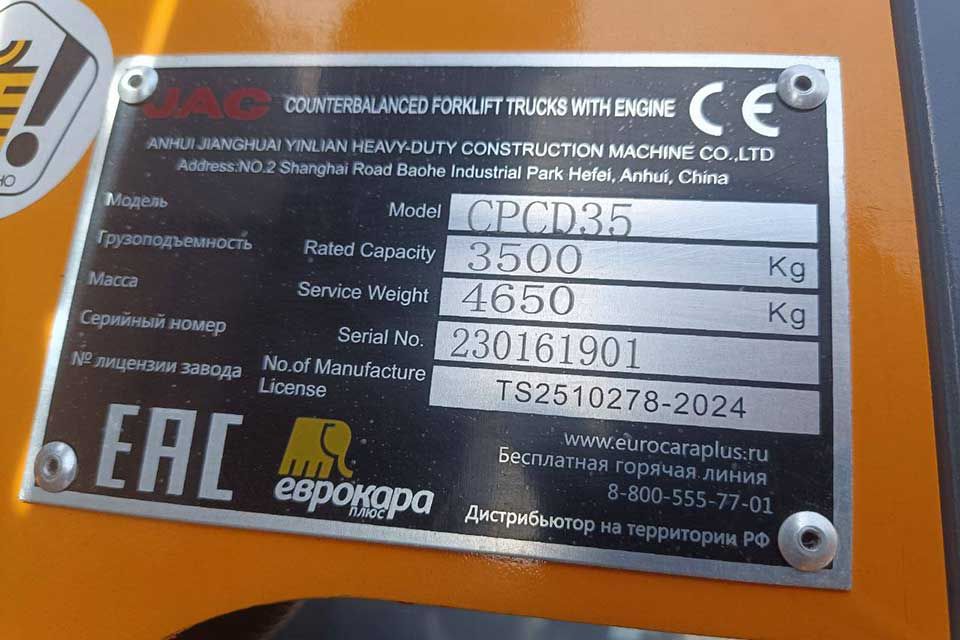 JAC COUNTERBALANCED FORKLIFT TRUCKS WITH ENGINE CE
ANHUI JIANGHUAI YINLIAN HEAVY-DUTY CONSTRUCTION MACHINE CO.,LTD
Address:NO.2 Shanghai Road Baohe Industrial Park Hefei, Anhui, China
Модель Model CPCD35
Грузоподъемность Rated Capacity 3500 Kg
Масса Service Weight 4650 Kg
Серийный номер Serial No. 230161901
№ лицензии завода No.of Manufacture License TS2510278-2024
EAC
еврокара
плюс
www.eurocaraplus.ru
Бесплатная горячая линия
8-800-555-77-01
Дистрибьютор на территории РФ